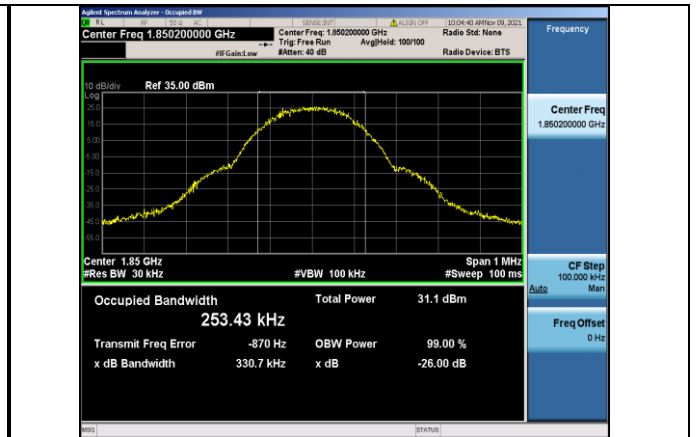 Agilent Spectrum Analyzer - Occupied BW
RL RF 50 Ω AC SENSE:INT ALIGN OFF 10:04:40 AM Nov 09, 2021
Center Freq 1.850200000 GHz
Center Freq: 1.850200000 GHz
Radio Std: None
Trig: Free Run Avg|Hold: 100/100
#IFGain:Low #Atten: 40 dB Radio Device: BTS
Frequency
10 dB/div Ref 35.00 dBm
Log
25.0
15.0
5.00
-5.00
-15.0
-25.0
-35.0
-45.0
-55.0
Center Freq
1.850200000 GHz
Center 1.85 GHz Span 1 MHz
#Res BW 30 kHz #VBW 100 kHz #Sweep 100 ms
CF Step
100.000 kHz
Auto Man
Occupied Bandwidth Total Power 31.1 dBm
253.43 kHz
Transmit Freq Error -870 Hz OBW Power 99.00 %
x dB Bandwidth 330.7 kHz x dB -26.00 dB
Freq Offset
0 Hz
MSG STATUS